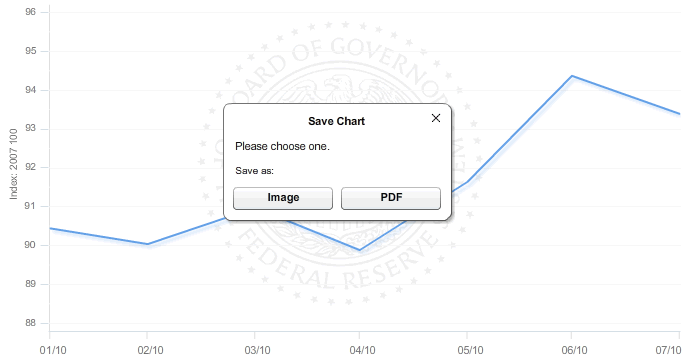 96
95
94
93
92
91
90
89
88
Index: 2007 100
BOARD OF GOVERNOR
FEDERAL RESERVE
Save Chart
Please choose one.
Save as:
Image PDF
01/10 02/10 03/10 04/10 05/10 06/10 07/10